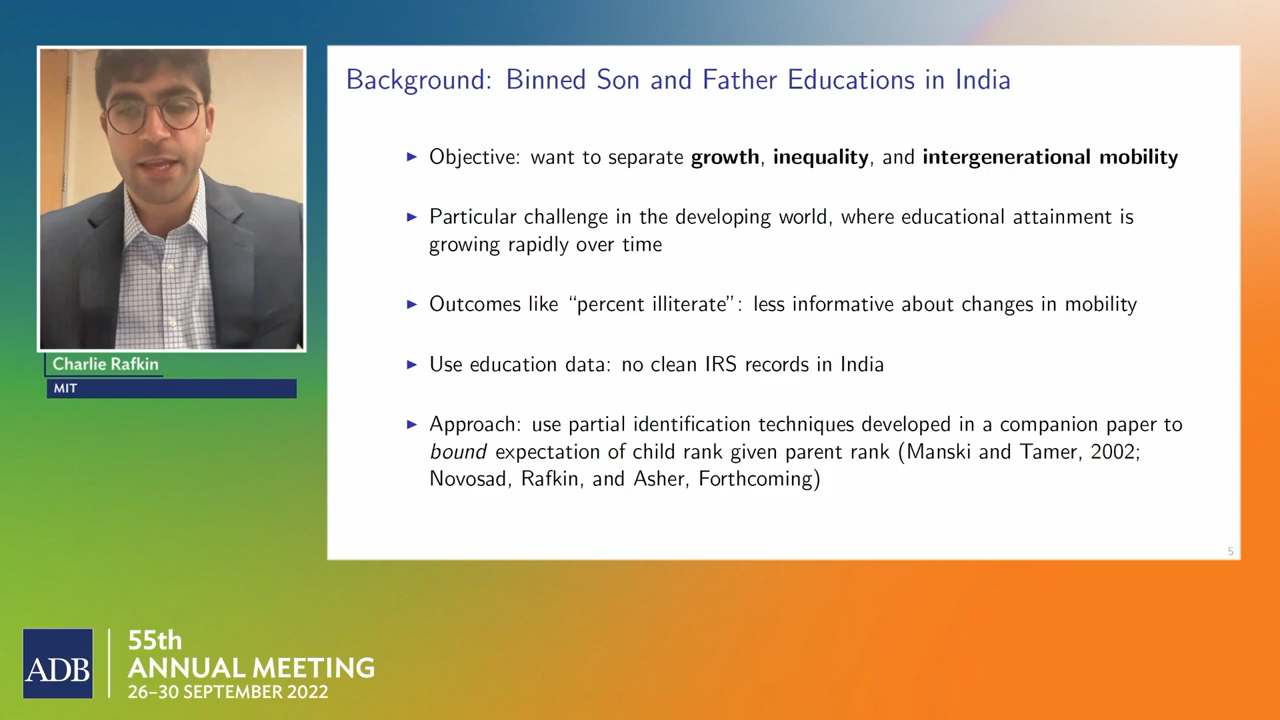 Background: Binned Son and Father Educations in India
► Objective: want to separate growth, inequality, and intergenerational mobility
► Particular challenge in the developing world, where educational attainment is
growing rapidly over time
► Outcomes like “percent illiterate”: less informative about changes in mobility
► Use education data: no clean IRS records in India
► Approach: use partial identification techniques developed in a companion paper to
bound expectation of child rank given parent rank (Manski and Tamer, 2002;
Novosad, Rafkin, and Asher, Forthcoming)
5
Charlie Rafkin
MIT
ADB
55th
ANNUAL MEETING
26–30 SEPTEMBER 2022